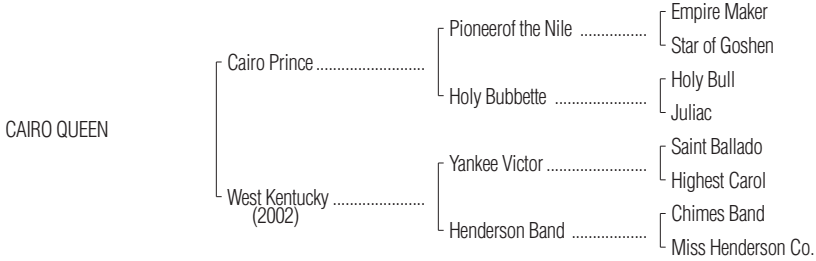 Empire Maker
Pioneerof the Nile ................
Star of Goshen
Cairo Prince ..........................
Holy Bull
Holy Bubbette ......................
Juliac
CAIRO QUEEN
Saint Ballado
Yankee Victor ........................
Highest Carol
West Kentucky ......................
(2002)
Chimes Band
Henderson Band ..................
Miss Henderson Co.